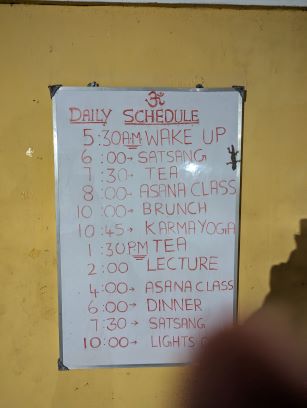 ॐ
DAILY SCHEDULE
5:30AM WAKE UP
6:00→ SATSANG
7:30→ TEA
8:00→ ASANA CLASS
10:00→ BRUNCH
10:45→ KARMA YOGA
1:30PM TEA
2:00 LECTURE
4:00→ ASANA CLASS
6:00→ DINNER
7:30→ SATSANG
10:00→ LIGHTS